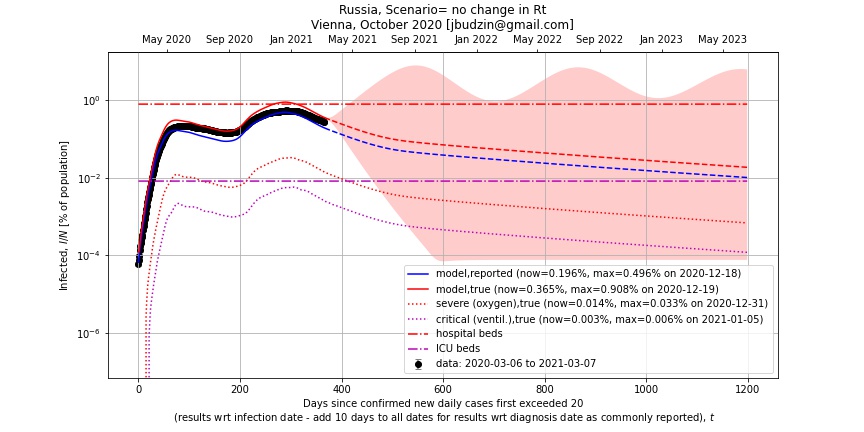 Russia, Scenario= no change in Rt
Vienna, October 2020 [jbudzin@gmail.com]
May 2020 Sep 2020 Jan 2021 May 2021 Sep 2021 Jan 2022 May 2022 Sep 2022 Jan 2023 May 2023
10⁰
10⁻²
10⁻⁴
10⁻⁶
Infected, I/N [% of population]
model,reported (now=0.196%, max=0.496% on 2020-12-18)
model,true (now=0.365%, max=0.908% on 2020-12-19)
severe (oxygen),true (now=0.014%, max=0.033% on 2020-12-31)
critical (ventil.),true (now=0.003%, max=0.006% on 2021-01-05)
hospital beds
ICU beds
data: 2020-03-06 to 2021-03-07
0 200 400 600 800 1000 1200
Days since confirmed new daily cases first exceeded 20
(results wrt infection date - add 10 days to all dates for results wrt diagnosis date as commonly reported), t